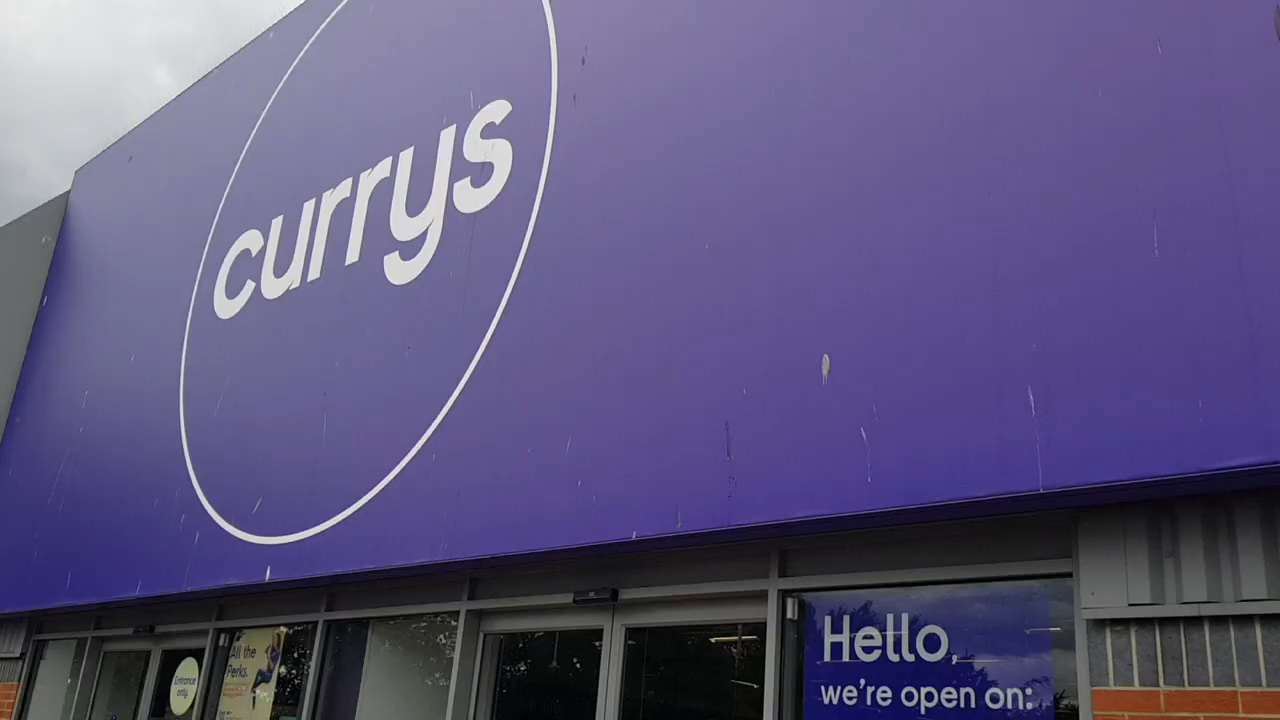 currys
All the
Perks.
Entrance
only.
Hello,
we're open on: